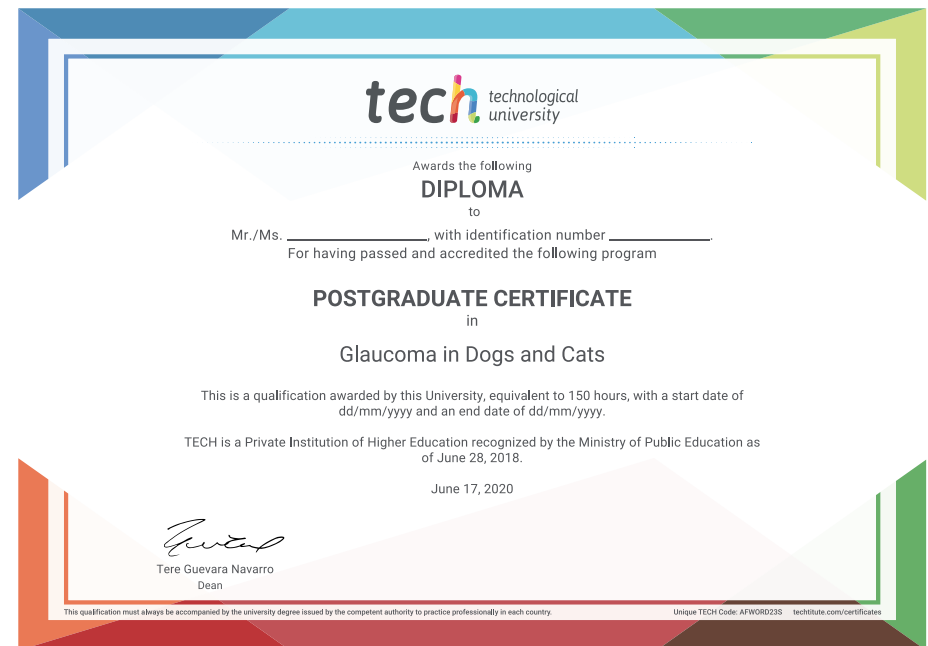 tech technological
university
Awards the following
DIPLOMA
to
Mr./Ms. ____________________, with identification number ______________.
For having passed and accredited the following program
POSTGRADUATE CERTIFICATE
in
Glaucoma in Dogs and Cats
This is a qualification awarded by this University, equivalent to 150 hours, with a start date of
dd/mm/yyyy and an end date of dd/mm/yyyy.
TECH is a Private Institution of Higher Education recognized by the Ministry of Public Education as
of June 28, 2018.
June 17, 2020
Tere Guevara Navarro
Dean
This qualification must always be accompanied by the university degree issued by the competent authority to practice professionally in each country.
Unique TECH Code: AFWORD23S techtitute.com/certificates